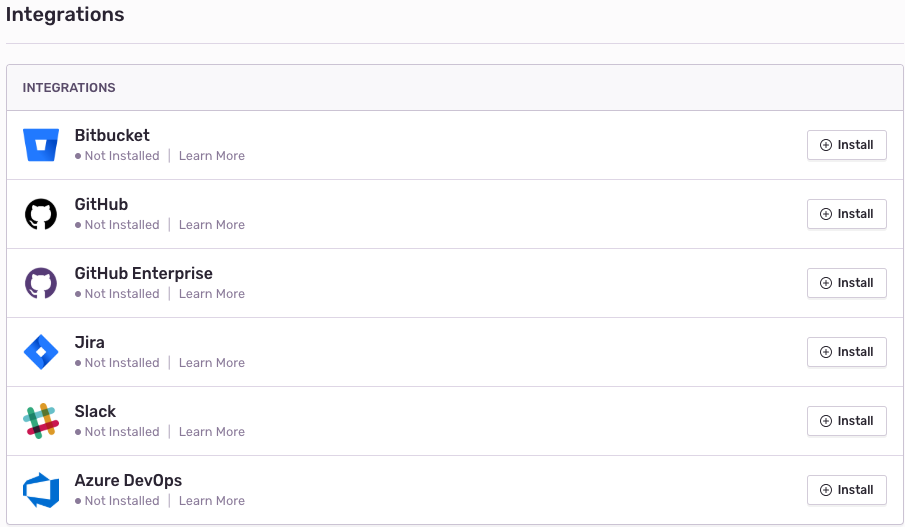 Integrations
INTEGRATIONS
Bitbucket
Not Installed | Learn More
Install
GitHub
Not Installed | Learn More
Install
GitHub Enterprise
Not Installed | Learn More
Install
Jira
Not Installed | Learn More
Install
Slack
Not Installed | Learn More
Install
Azure DevOps
Not Installed | Learn More
Install